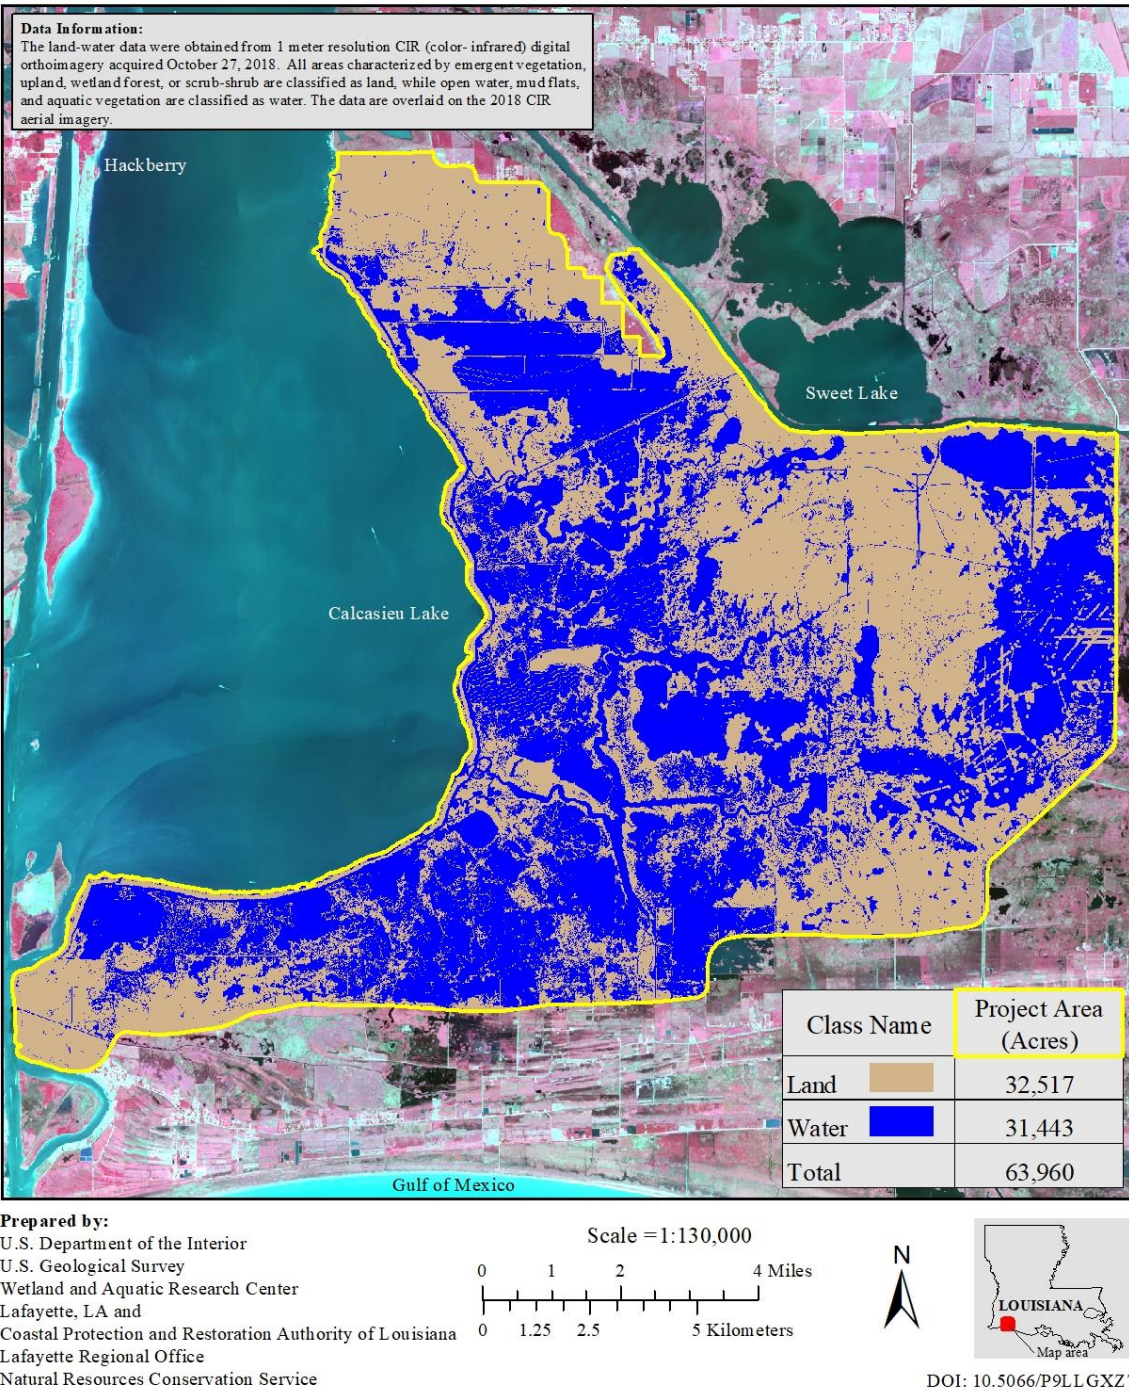 Data Information:
The land-water data were obtained from 1 meter resolution CIR (color- infrared) digital
orthoimagery acquired October 27, 2018. All areas characterized by emergent vegetation,
upland, wetland forest, or scrub-shrub are classified as land, while open water, mud flats,
and aquatic vegetation are classified as water. The data are overlaid on the 2018 CIR
aerial imagery.
Hackberry
Sweet Lake
Calcasieu Lake
Gulf of Mexico
Class Name
Project Area
(Acres)
Land 32,517
Water 31,443
Total 63,960
Prepared by:
U.S. Department of the Interior
U.S. Geological Survey
Wetland and Aquatic Research Center
Lafayette, LA and
Coastal Protection and Restoration Authority of Louisiana
Lafayette Regional Office
Natural Resources Conservation Service
Scale =1:130,000
0 1 2 4 Miles
0 1.25 2.5 5 Kilometers
N
LOUISIANA
Map area
DOI: 10.5066/P9LLGXZ7